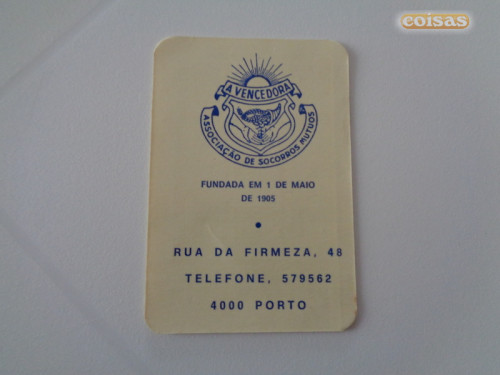 coisas
A VENCEDORA
ASSOCIAÇÃO DE SOCORROS MUTUOS
FUNDADA EM 1 DE MAIO
DE 1905
•
RUA DA FIRMEZA, 48
TELEFONE, 579562
4000 PORTO